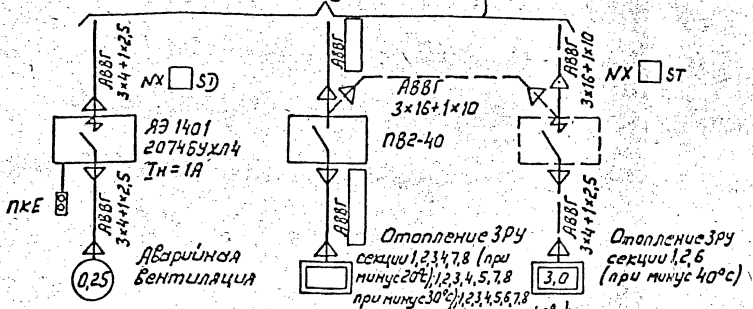 АВВГ
3×4+1×2,5
NX SD
ЯЭ 1401
2074БУХЛ4
Iн = 1А
ПКЕ
АВВГ
3×4+1×2,5
0,25
Аварийная
вентиляция
АВВГ
АВВГ
3×16+1×10
ПВ2-40
АВВГ
Отопление ЗРУ
секции 1,2,3,4,7,8 (при
минус 20°С); 1,2,3,4,5,7,8
при минус 30°С); 1,2,3,4,5,6,7,8
АВВГ
3×16+1×10
NX ST
АВВГ
3×4+1×2,5
3,0
Отопление ЗРУ
секции 1,2,6
(при минус 40°С)